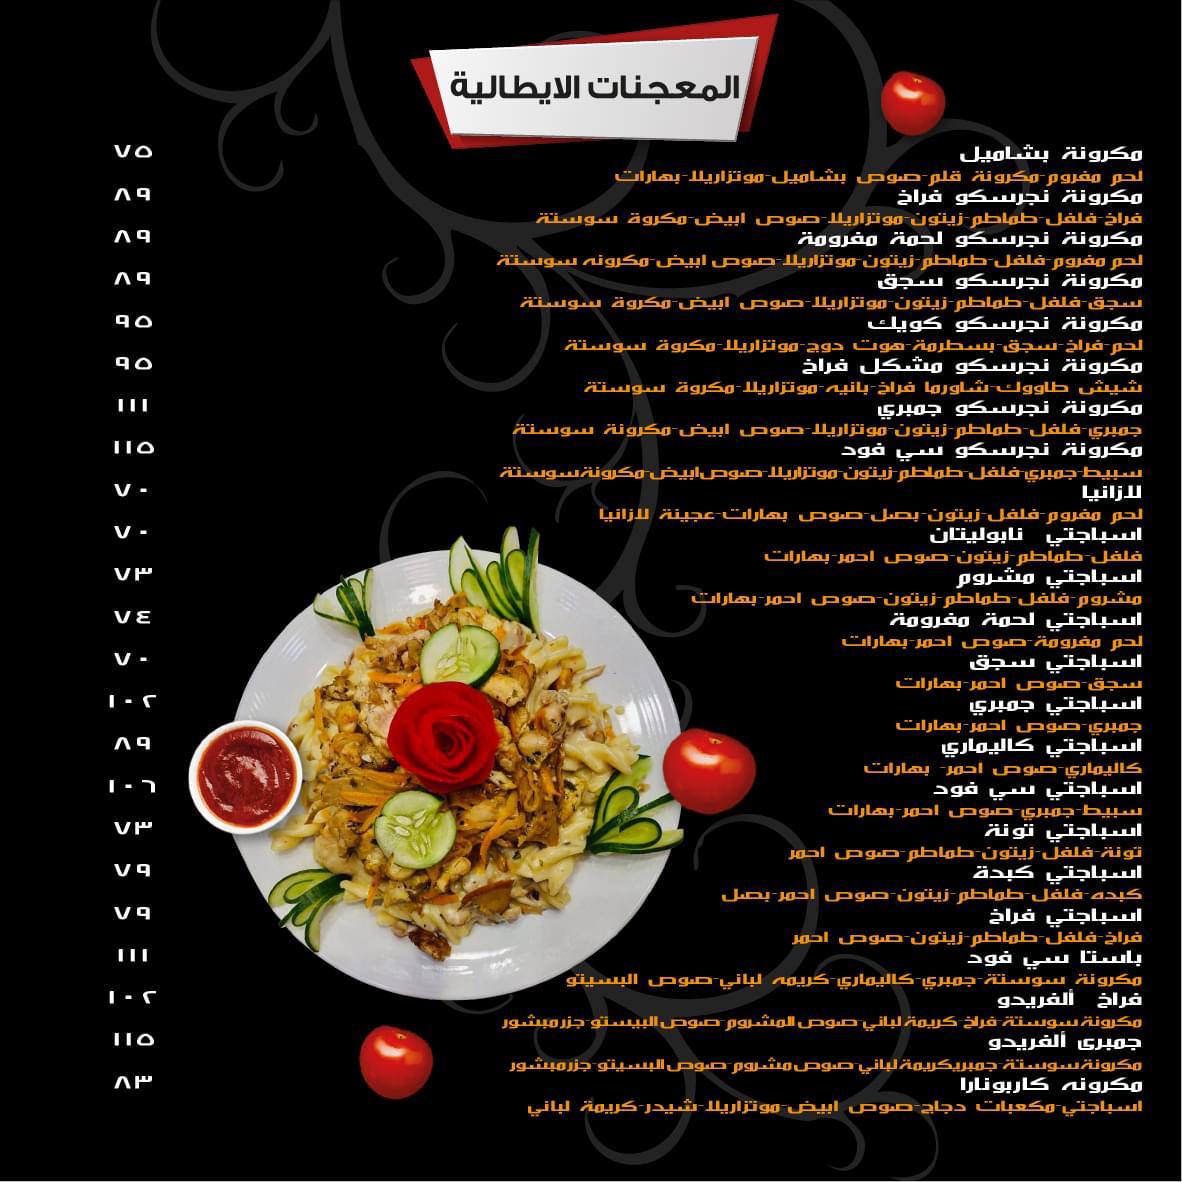 المعجنات الايطالية
مكرونة بشاميل ٧٥
لحم مفروم-مكرونة قلم-صوص بشاميل-موتزاريلا-بهارات
مكرونة نجرسكو فراخ ٨٩
فراخ-فلفل-طماطم-زيتون-موتزاريلا-صوص ابيض-مكروة سوستة
مكرونة نجرسكو لحمة مفرومة ٨٩
لحم مفروم-فلفل-طماطم-زيتون-موتزاريلا-صوص ابيض-مكرونه سوستة
مكرونة نجرسكو سجق ٨٩
سجق-فلفل-طماطم-زيتون-موتزاريلا-صوص ابيض-مكروة سوستة
مكرونة نجرسكو كويك ٩٥
لحم-فراخ-سجق-بسطرمة-هوت دوج-موتزاريلا-مكروة سوستة
مكرونة نجرسكو مشكل فراخ ٩٥
شيش طاووك-شاورما فراخ-بانيه-موتزاريلا-مكروة سوستة
مكرونة نجرسكو جمبري ١١١
جمبري-فلفل-طماطم-زيتون-موتزاريلا-صوص ابيض-مكرونة سوستة
مكرونة نجرسكو سي فود ١١٥
سبيط-جمبري-فلفل-طماطم-زيتون-موتزاريلا-صوص ابيض-مكرونة سوستة
لازانيا ٧٠
لحم مفروم-فلفل-زيتون-بصل-صوص بهارات-عجينة لازانيا
اسباجتي نابوليتان ٧٠
فلفل-طماطم-زيتون-صوص احمر-بهارات
اسباجتي مشروم ٧٣
مشروم-فلفل-طماطم-زيتون-صوص احمر-بهارات
اسباجتي لحمة مفرومة ٧٤
لحم مفرومة-صوص احمر-بهارات
اسباجتي سجق ٧٠
سجق-صوص احمر-بهارات
اسباجتي جمبري ١٠٢
جمبري-صوص احمر-بهارات
اسباجتي كاليماري ٨٩
كاليماري-صوص احمر- بهارات
اسباجتي سي فود ١٠٦
سبيط-جمبري-صوص احمر-بهارات
اسباجتي تونة ٧٣
تونة-فلفل-زيتون-طماطم-صوص احمر
اسباجتي كبدة ٧٩
كبده-فلفل-طماطم-زيتون-صوص احمر-بصل
اسباجتي فراخ ٧٩
فراخ-فلفل-طماطم-زيتون-صوص احمر
باستا سي فود ١١١
مكرونة سوستة-جمبري-كاليماري-كريمه لباني-صوص البسيتو
فراخ ألفريدو ١٠٢
مكرونة سوستة-فراخ-كريمة لباني-صوص المشروم-صوص البيستو-جزر مبشور
جمبرى ألفريدو ١١٥
مكرونة سوستة-جمبريكريمة لباني-صوص مشروم-صوص البسيتو-جزر مبشور
مكرونه كاربونارا ٨٣
اسباجتي-مكعبات دجاج-صوص ابيض-موتزاريلا-شيدر-كريمة لباني